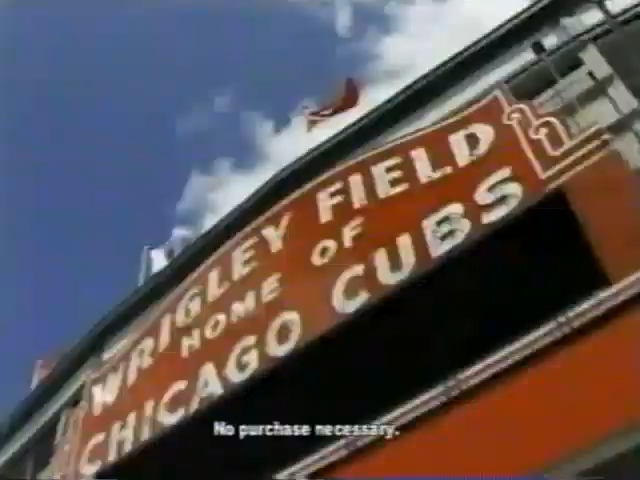 WRIGLEY FIELD
HOME OF
CHICAGO CUBS
No purchase necessary.